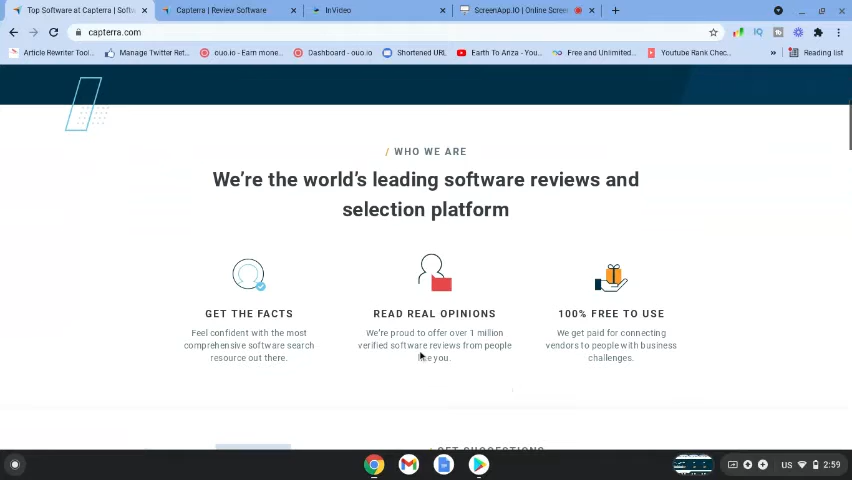 Top Software at Capterra | Softw
Capterra | Review Software
InVideo
ScreenApp.IO | Online Screen
capterra.com
Article Rewriter Tool...
Manage Twitter Ret...
ouo.io - Earn mone...
Dashboard - ouo.io
Shortened URL
Earth To Ariza - You...
Free and Unlimited...
Youtube Rank Chec...
»
Reading list
/ WHO WE ARE
We're the world's leading software reviews and
selection platform
GET THE FACTS
Feel confident with the most
comprehensive software search
resource out there.
READ REAL OPINIONS
We're proud to offer over 1 million
verified software reviews from people
like you.
100% FREE TO USE
We get paid for connecting
vendors to people with business
challenges.
/ GET SUGGESTIONS
US
2:59